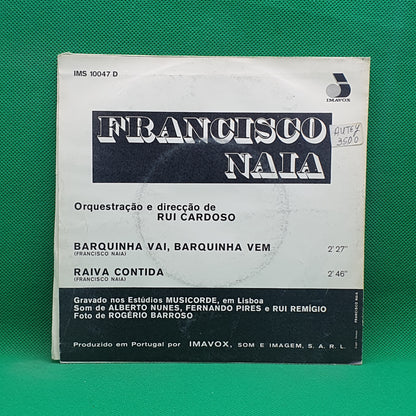 IMS 10047 D
IMAVOX
FRANCISCO
NAIA
Orquestração e direcção de
RUI CARDOSO
BARQUINHA VAI, BARQUINHA VEM 2' 27"
(FRANCISCO NAIA)
RAIVA CONTIDA 2' 46"
(FRANCISCO NAIA)
Gravado nos Estúdios MUSICORDE, em Lisboa
Som de ALBERTO NUNES, FERNANDO PIRES e RUI REMÍGIO
Foto de ROGÉRIO BARROSO
Produzido em Portugal por IMAVOX, SOM E IMAGEM, S. A. R. L.
FRANCISCO NAIA